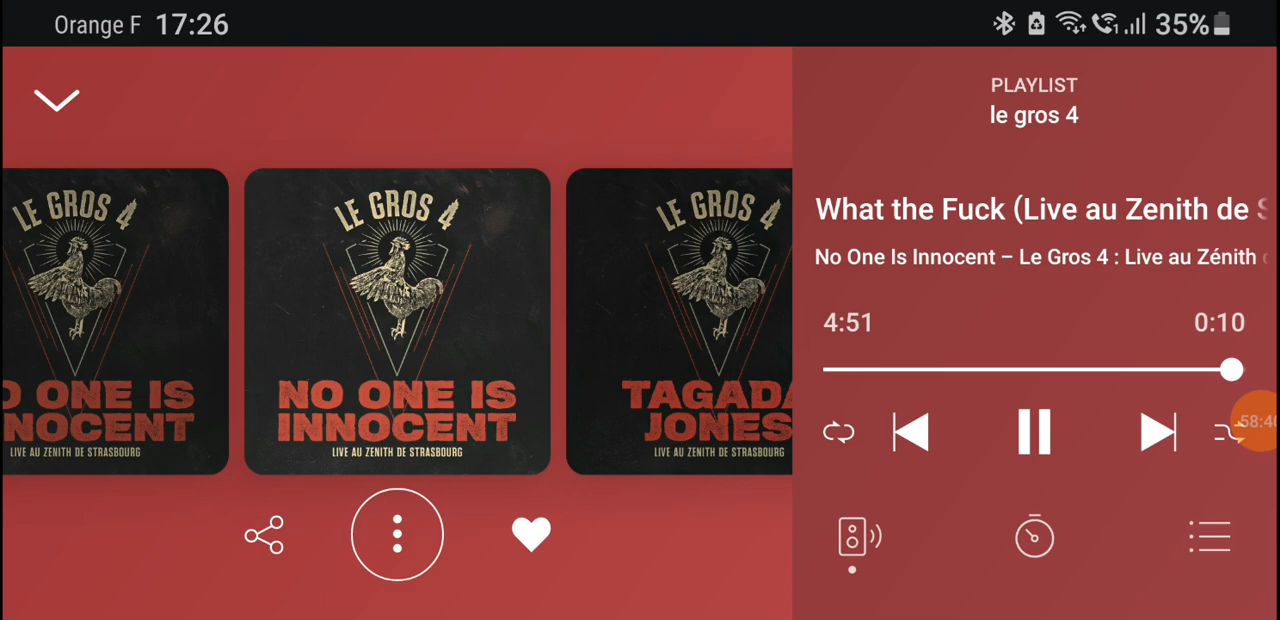 Orange F 17:26
1 35%
PLAYLIST
le gros 4
LE GROS 4
NO ONE IS
INNOCENT
LIVE AU ZENITH DE STRASBOURG
LE GROS 4
NO ONE IS
INNOCENT
LIVE AU ZENITH DE STRASBOURG
LE GROS 4
TAGADA
JONES
LIVE AU ZENITH DE STRASBOURG
What the Fuck (Live au Zenith de S
No One Is Innocent – Le Gros 4 : Live au Zénith
4:51 0:10
58:40